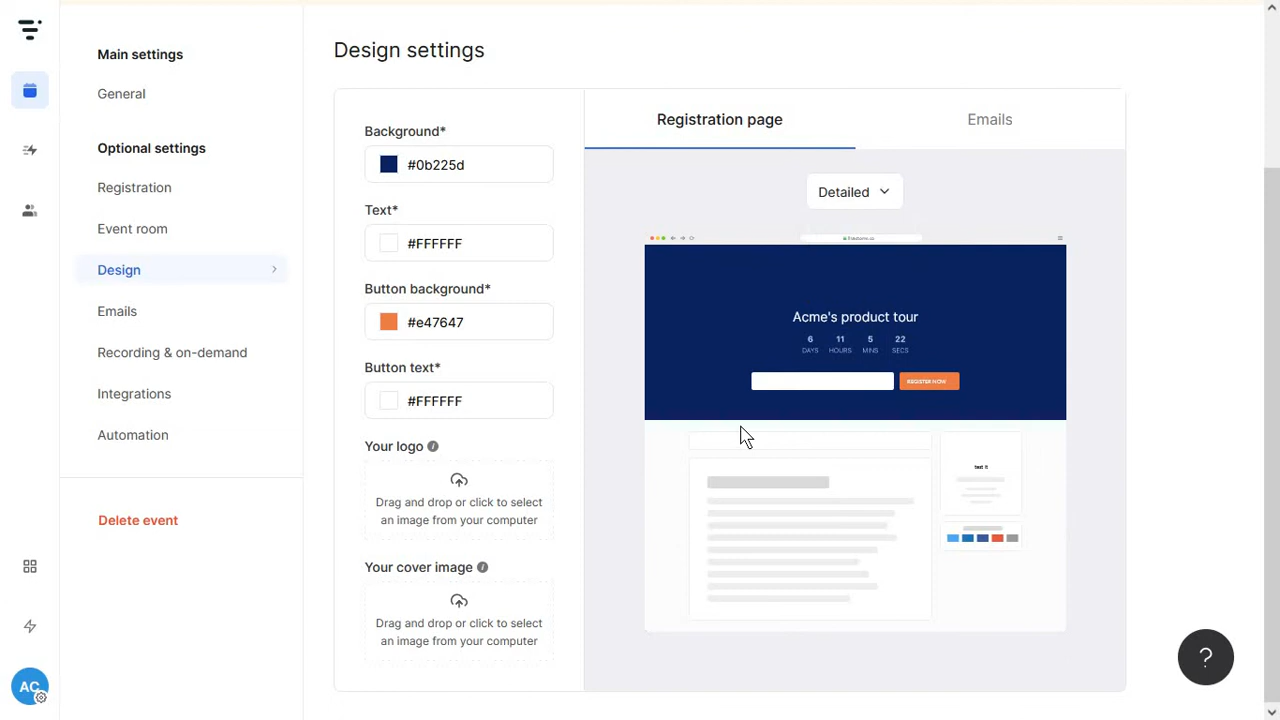 Main settings
General
Optional settings
Registration
Event room
Design
Emails
Recording & on-demand
Integrations
Automation
Delete event
AC
Design settings
Background*
#0b225d
Text*
#FFFFFF
Button background*
#e47647
Button text*
#FFFFFF
Your logo
Drag and drop or click to select
an image from your computer
Your cover image
Drag and drop or click to select
an image from your computer
Registration page
Emails
Detailed
Acme's product tour
6 11 5 22
DAYS HOURS MINS SECS
REGISTER NOW
test it
?